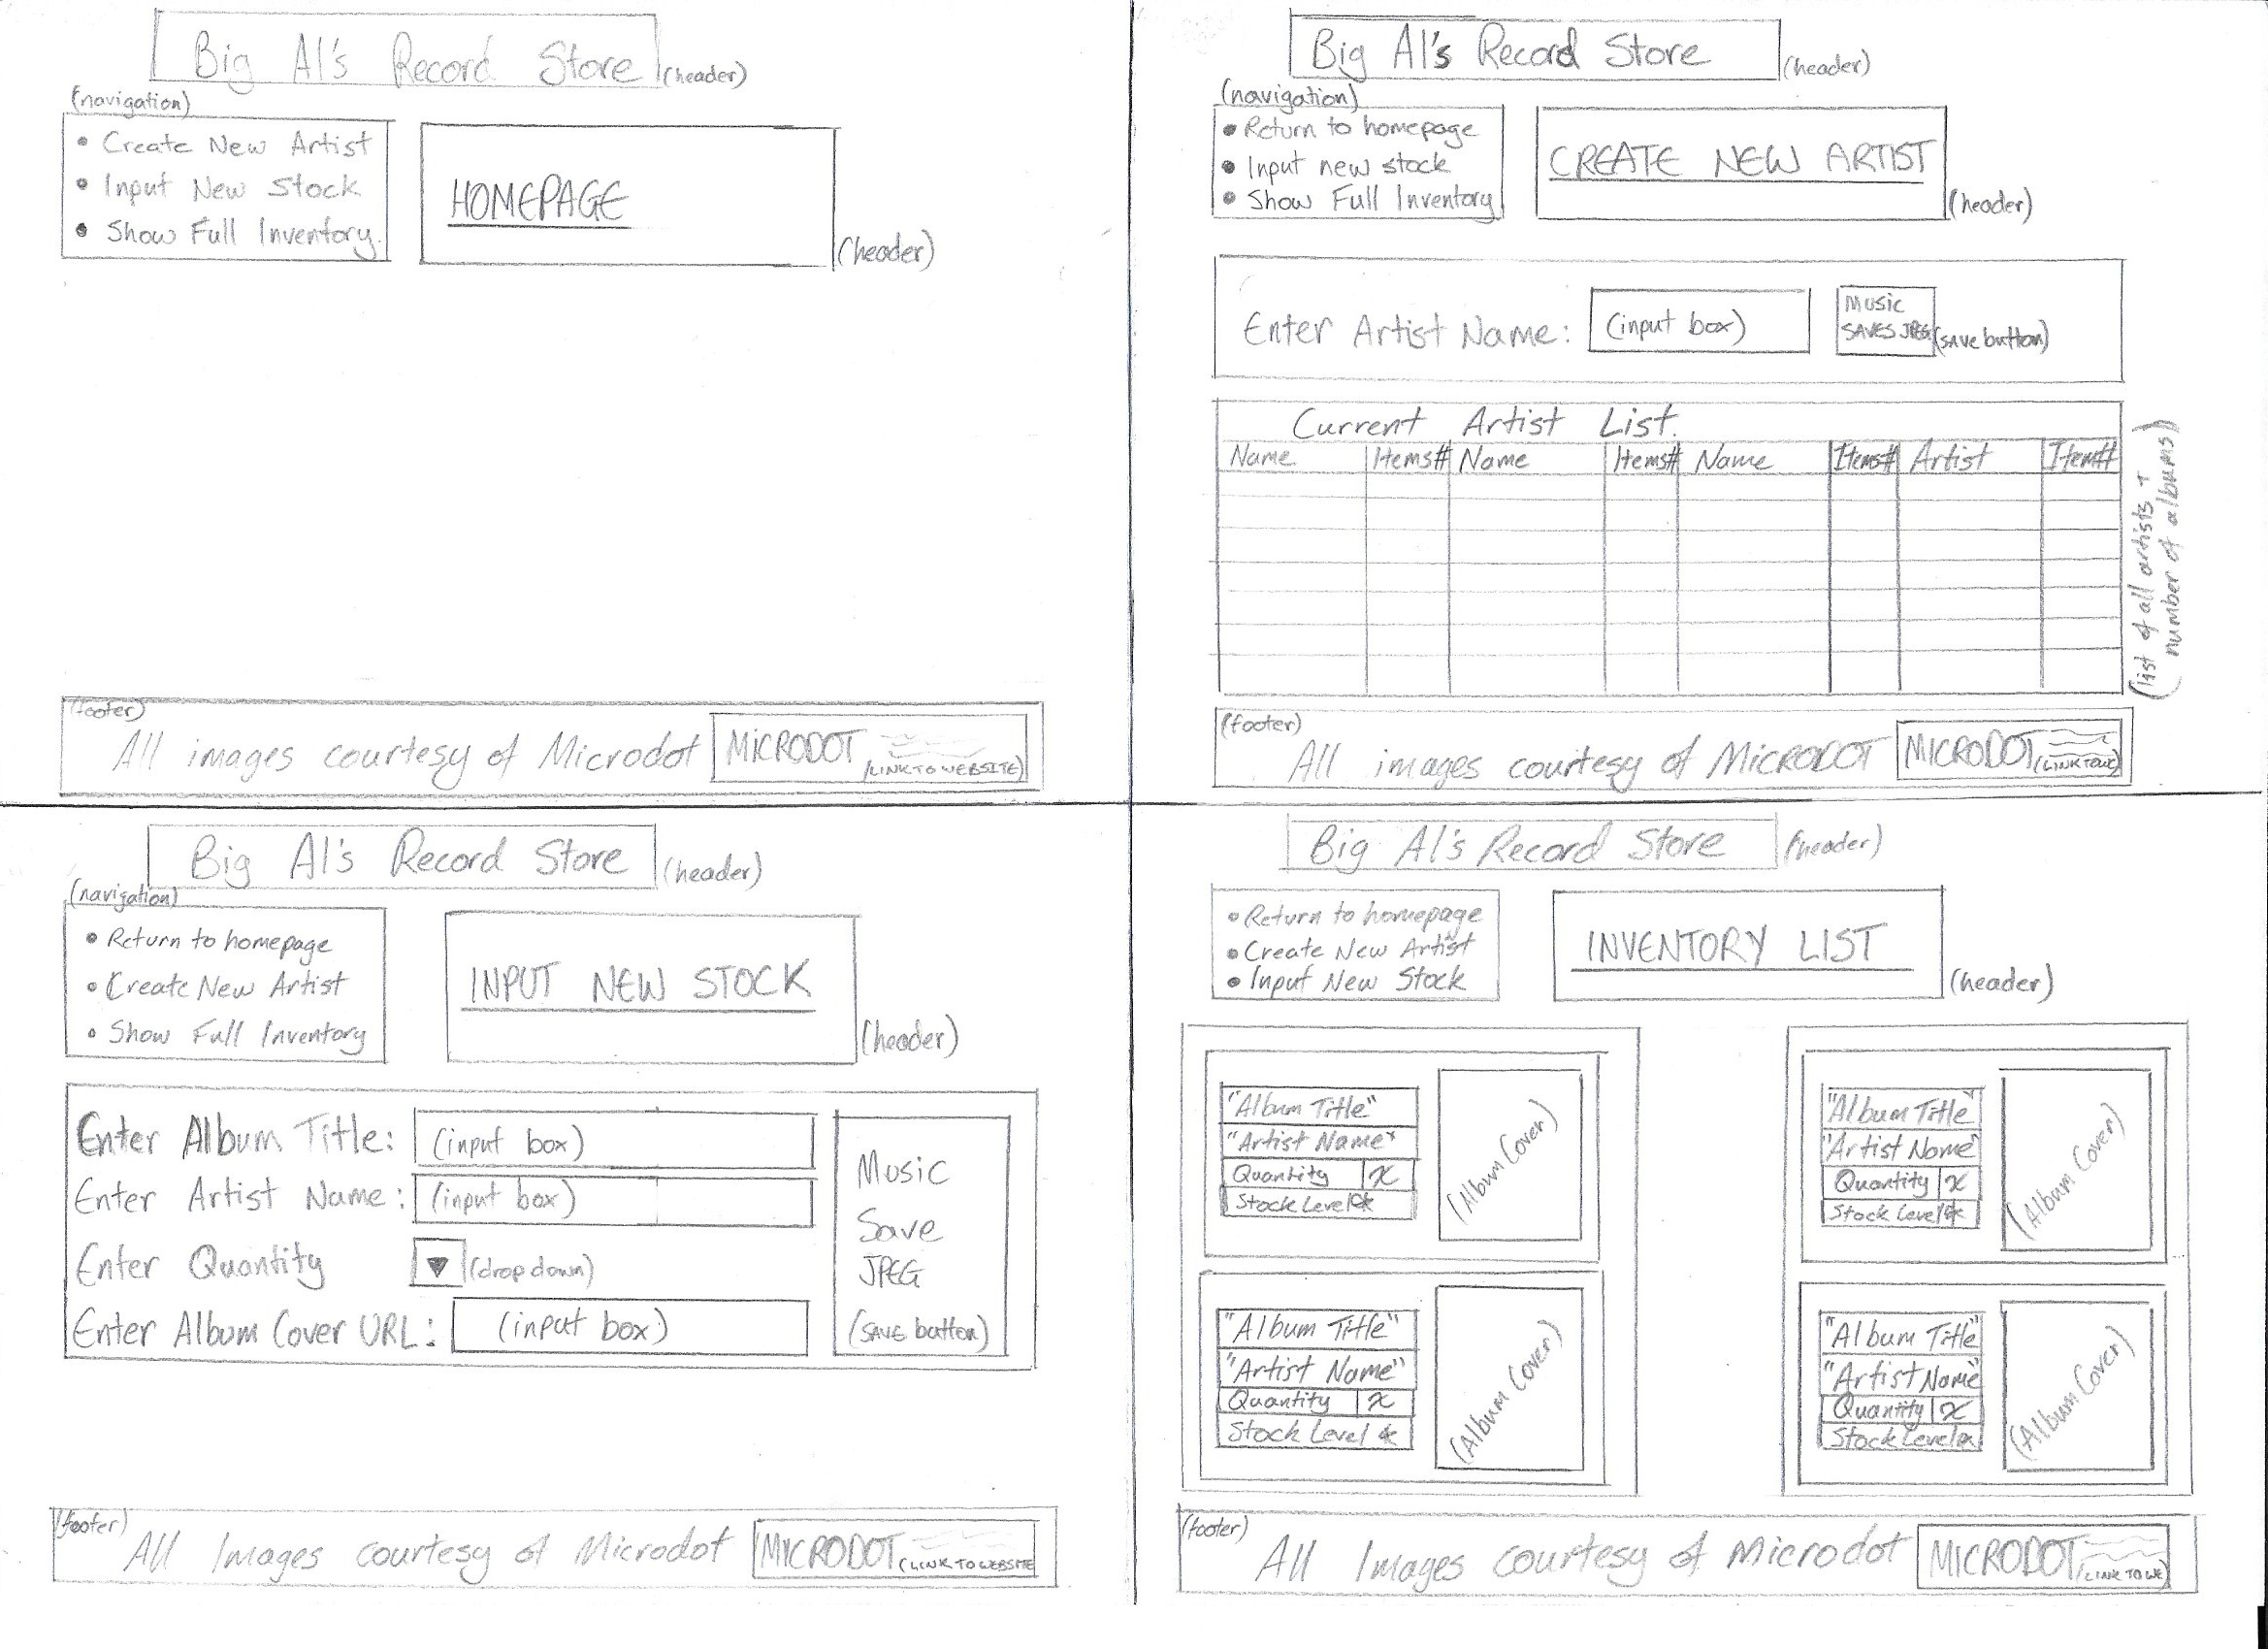 Big Al's Record Store (header)
(navigation)
• Create New Artist
• Input New Stock
• Show Full Inventory.
HOMEPAGE
(header)
(footer)
All images courtesy of Microdot
MICRODOT
(LINK TO WEBSITE)
Big Al's Record Store (header)
(navigation)
• Return to homepage
• Input new stock
• Show Full Inventory
CREATE NEW ARTIST
(header)
Enter Artist Name: (input box)
Music
SAVES JPEG (save button)
Current Artist List.
Name Items# Name Items# Name Items# Artist Item#
(list of all artists +
number of albums)
(footer)
All images courtesy of MICRODOT
MICRODOT
Big Al's Record Store (header)
(navigation)
• Return to homepage
• Create New Artist
• Show Full Inventory
INPUT NEW STOCK
(header)
Enter Album Title: (input box)
Enter Artist Name: (input box)
Enter Quantity ▼ (drop down)
Enter Album Cover URL: (input box)
Music
Save
JPEG
(SAVE button)
(footer)
All Images courtesy of Microdot
MICRODOT (LINK TO WEBSITE
Big Al's Record Store (header)
• Return to homepage
• Create New Artist
• Input New Stock
INVENTORY LIST
(header)
"Album Title"
"Artist Name"
Quantity x
Stock Level
(Album Cover)
"Album Title"
"Artist Name"
Quantity x
Stock Level
(Album Cover)
"Album Title"
"Artist Name"
Quantity x
Stock Level
(Album Cover)
"Album Title"
"Artist Name"
Quantity x
Stock Level
(Album Cover)
(footer)
All Images courtesy of Microdot
MICRODOT
(LINK TO WE)